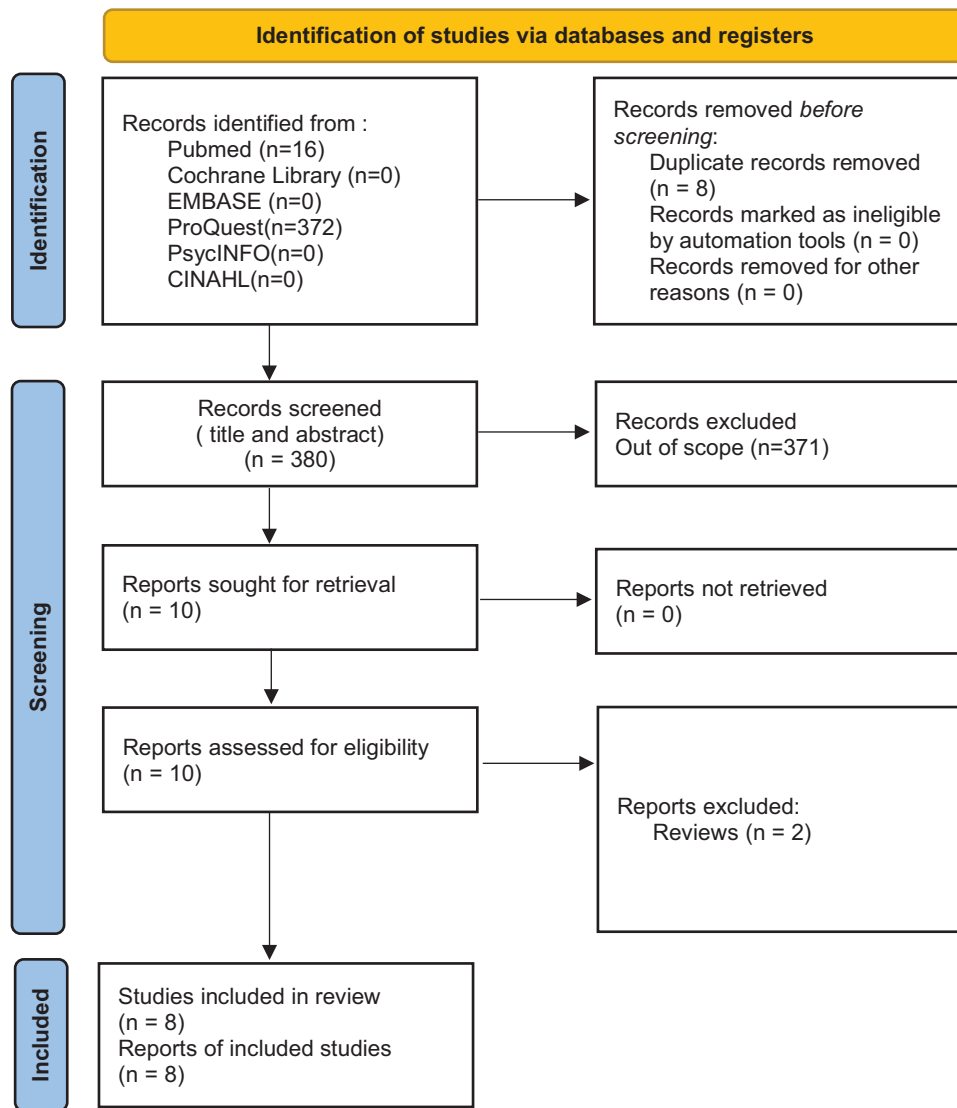 Identification of studies via databases and registers
Identification
Records identified from :
Pubmed (n=16)
Cochrane Library (n=0)
EMBASE (n=0)
ProQuest(n=372)
PsycINFO(n=0)
CINAHL(n=0)
Records removed before
screening:
Duplicate records removed
(n = 8)
Records marked as ineligible
by automation tools (n = 0)
Records removed for other
reasons (n = 0)
Screening
Records screened
( title and abstract)
(n = 380)
Records excluded
Out of scope (n=371)
Reports sought for retrieval
(n = 10)
Reports not retrieved
(n = 0)
Reports assessed for eligibility
(n = 10)
Reports excluded:
Reviews (n = 2)
Included
Studies included in review
(n = 8)
Reports of included studies
(n = 8)